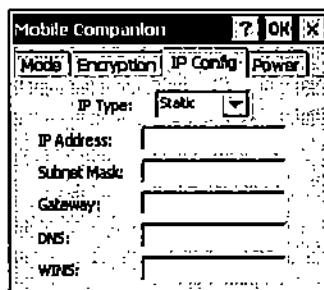 Mobile Companion ? OK X
Mode Encryption IP Config Power
IP Type: Static
IP Address:
Subnet Mask:
Gateway:
DNS:
WINS: